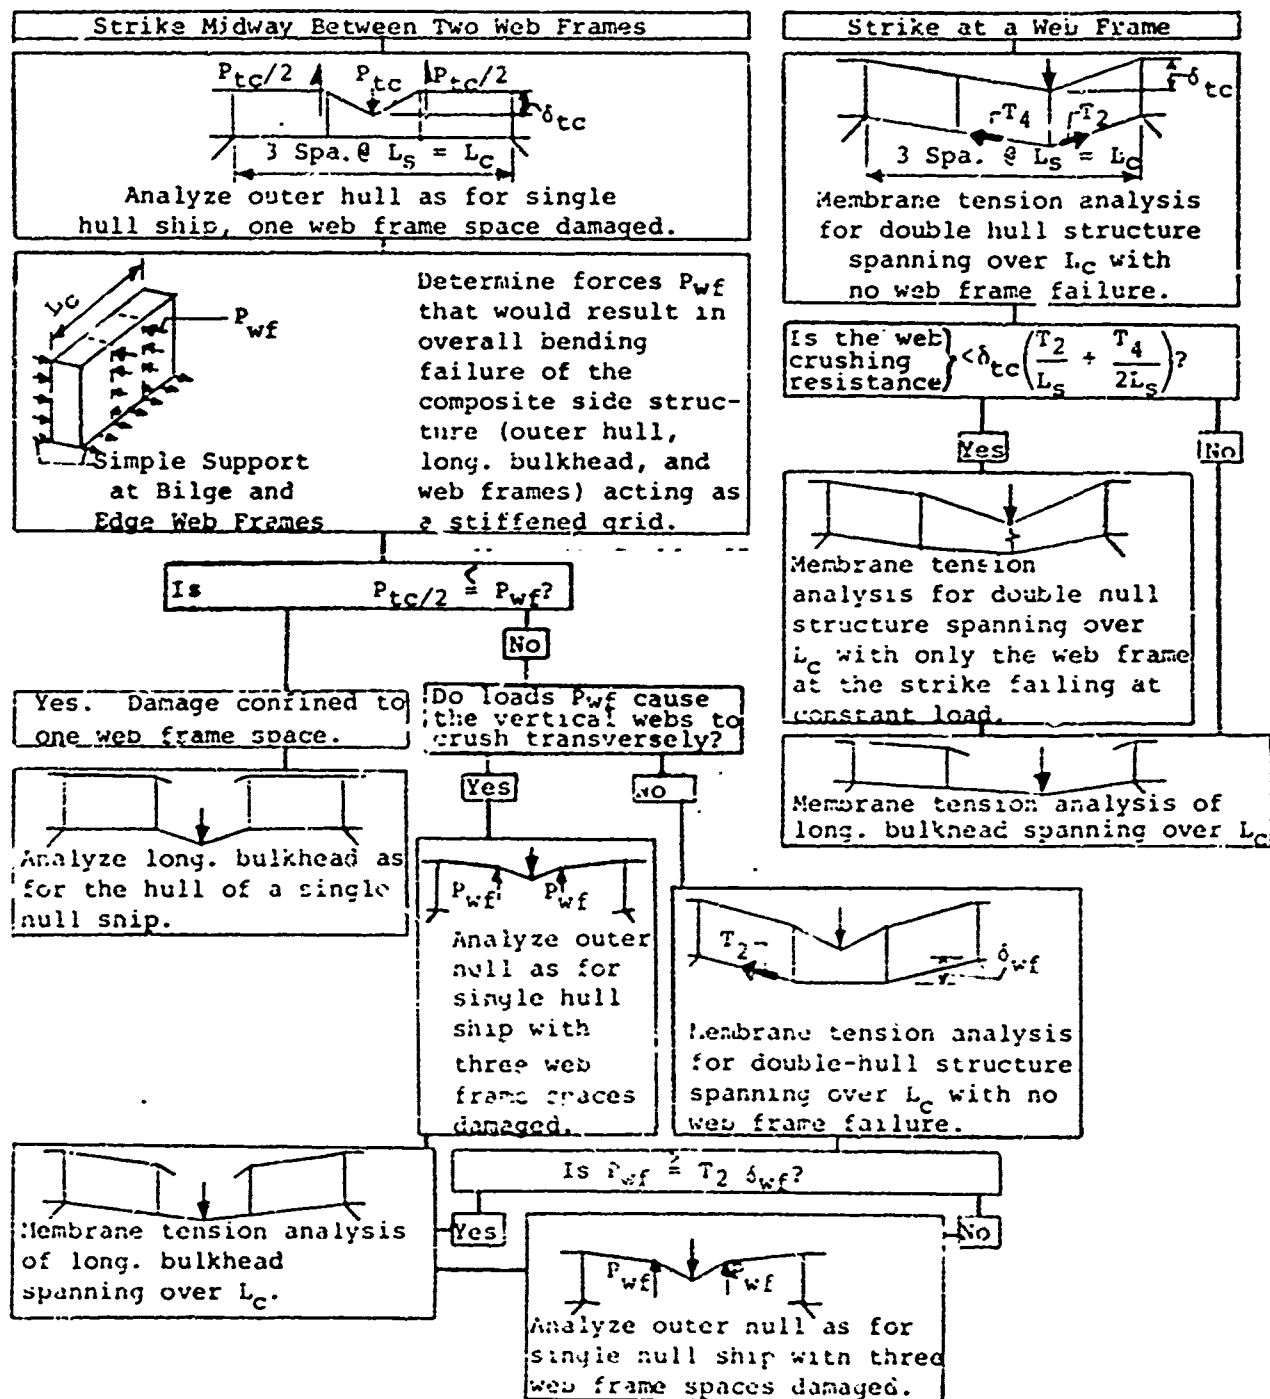 Strike Midway Between Two Web Frames
P_tc/2 P_tc P_tc/2
δ_tc
3 Spa.@ L_s = L_c
Analyze outer hull as for single
hull ship, one web frame space damaged.
L_c
P_wf
Simple Support
at Bilge and
Edge Web Frames
Determine forces P_wf
that would result in
overall bending
failure of the
composite side struc-
ture (outer hull,
long. bulkhead, and
web frames) acting as
a stiffened grid.
Is P_tc/2 ≤ P_wf?
No
Yes. Damage confined to
one web frame space.
Do loads P_wf cause
the vertical webs to
crush transversely?
Yes
No
Analyze long. bulkhead as
for the hull of a single
hull ship.
P_wf P_wf
Analyze outer
hull as for
single hull
ship with
three web
frame spaces
damaged.
T_2
δ_wf
Membrane tension analysis
for double-hull structure
spanning over L_c with no
web frame failure.
Is P_wf ≤ T_2 δ_wf?
Yes
No
Membrane tension analysis
of long. bulkhead
spanning over L_c.
P_wf P_wf
Analyze outer hull as for
single hull ship with three
web frame spaces damaged.
Strike at a Web Frame
δ_tc
T_4 T_2
3 Spa. @ L_s = L_c
Membrane tension analysis
for double hull structure
spanning over L_c with
no web frame failure.
Is the web
crushing
resistance} <δ_tc(T_2/L_s + T_4/2L_s)?
Yes
No
Membrane tension
analysis for double hull
structure spanning over
L_c with only the web frame
at the strike failing at
constant load.
Membrane tension analysis of
long. bulkhead spanning over L_c